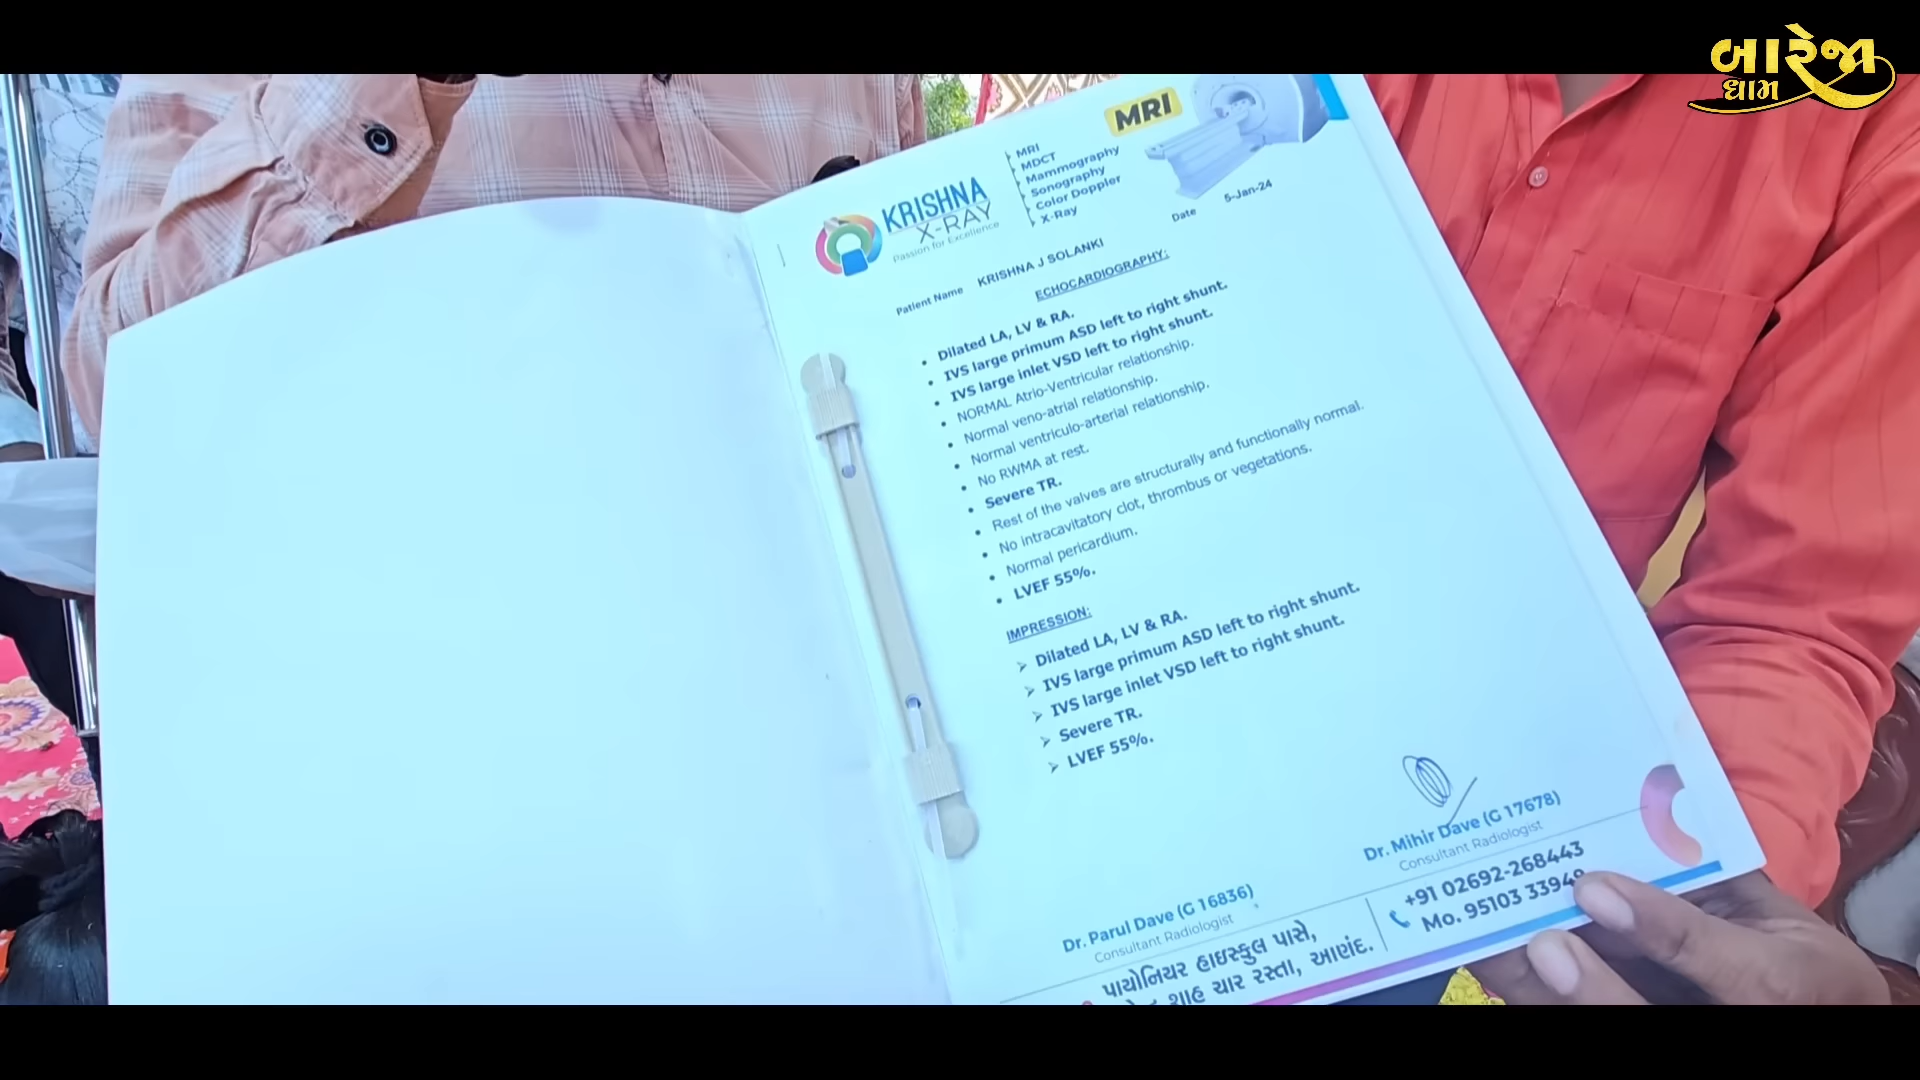 બારેજા
ધામ
MRI
KRISHNA
X-RAY
Passion for Excellence
MRI
MDCT
Mammography
Sonography
Color Doppler
X-Ray
Date 5-Jan-24
Patient Name KRISHNA J SOLANKI
ECHOCARDIOGRAPHY:
• Dilated LA, LV & RA.
• IVS large primum ASD left to right shunt.
• IVS large inlet VSD left to right shunt.
• NORMAL Atrio-Ventricular relationship.
• Normal veno-atrial relationship.
• Normal ventriculo-arterial relationship.
• No RWMA at rest.
• Severe TR.
• Rest of the valves are structurally and functionally normal.
• No intracavitatory clot, thrombus or vegetations.
• Normal pericardium.
• LVEF 55%.
IMPRESSION:
➢ Dilated LA, LV & RA.
➢ IVS large primum ASD left to right shunt.
➢ IVS large inlet VSD left to right shunt.
➢ Severe TR.
➢ LVEF 55%.
Dr. Mihir Dave (G 17678)
Consultant Radiologist
Dr. Parul Dave (G 16836)
Consultant Radiologist
+91 02692-268443
Mo. 95103 33949
પાયોનિયર હાઇસ્કુલ પાસે,
શાહ ચાર રસ્તા, આણંદ.